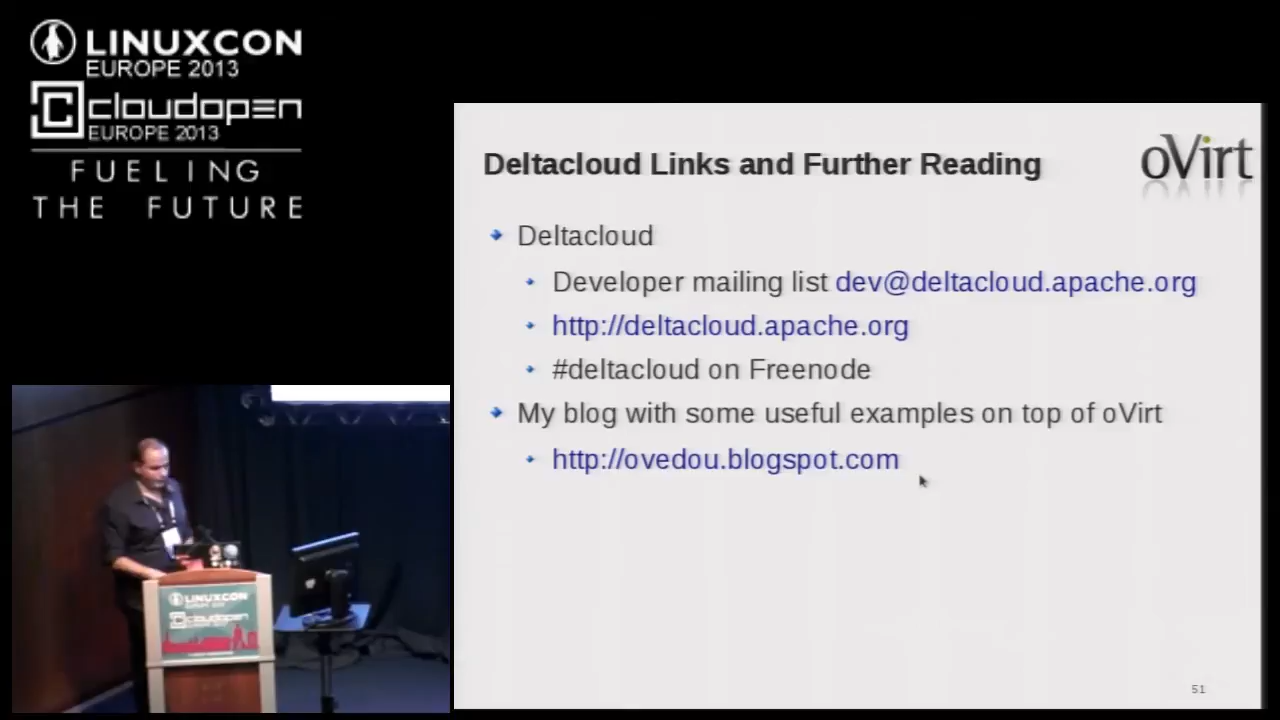 LINUXCON
EUROPE 2013
cloudopen
EUROPE 2013
FUELING
THE FUTURE
Deltacloud Links and Further Reading
oVirt
Deltacloud
Developer mailing list dev@deltacloud.apache.org
http://deltacloud.apache.org
#deltacloud on Freenode
My blog with some useful examples on top of oVirt
http://ovedou.blogspot.com
51
LINUXCON
cloudopen